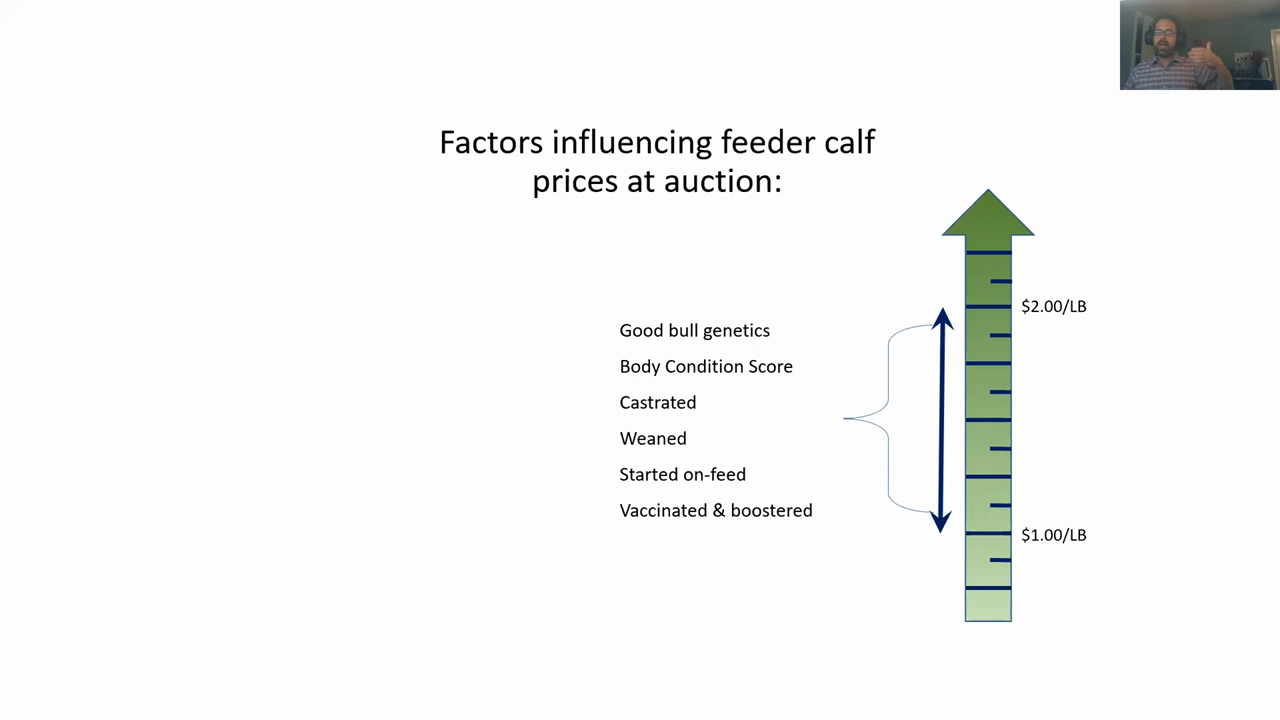 Factors influencing feeder calf
prices at auction:
$2.00/LB
Good bull genetics
Body Condition Score
Castrated
Weaned
Started on-feed
Vaccinated & boostered
$1.00/LB